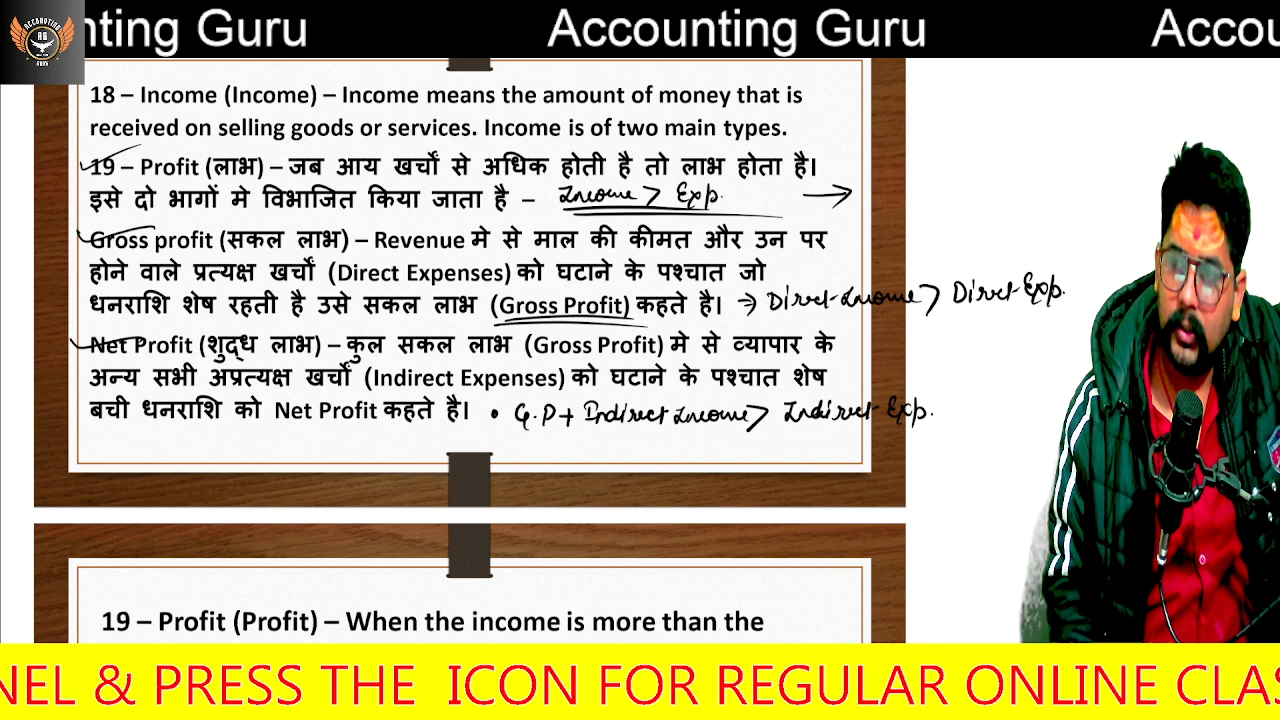 nting Guru Accounting Guru Accou
ACCOUNTING
AG
GURU
18 – Income (Income) – Income means the amount of money that is
received on selling goods or services. Income is of two main types.
19 – Profit (लाभ) – जब आय खर्चों से अधिक होती है तो लाभ होता है।
इसे दो भागों मे विभाजित किया जाता है – Income > Exp. →
Gross profit (सकल लाभ) – Revenue मे से माल की कीमत और उन पर
होने वाले प्रत्यक्ष खर्चों (Direct Expenses) को घटाने के पश्चात जो
धनराशि शेष रहती है उसे सकल लाभ (Gross Profit) कहते है। → Direct Income > Direct Exp.
Net Profit (शुद्ध लाभ) – कुल सकल लाभ (Gross Profit) मे से व्यापार के
अन्य सभी अप्रत्यक्ष खर्चों (Indirect Expenses) को घटाने के पश्चात शेष
बची धनराशि को Net Profit कहते है। • G.P + Indirect Income > Indirect Exp.
19 – Profit (Profit) – When the income is more than the
NEL & PRESS THE ICON FOR REGULAR ONLINE CLAS